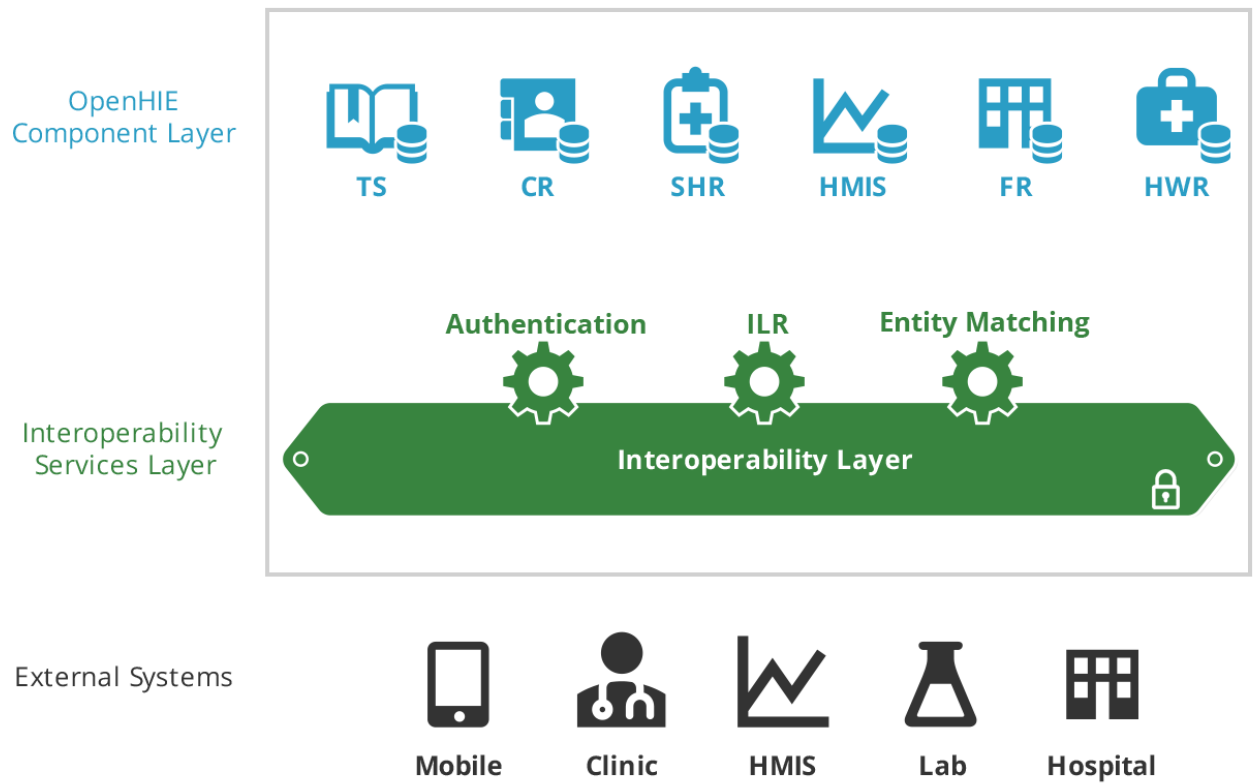 OpenHIE
Component Layer
TS
CR
SHR
HMIS
FR
HWR
Authentication
ILR
Entity Matching
Interoperability
Services Layer
Interoperability Layer
External Systems
Mobile
Clinic
HMIS
Lab
Hospital